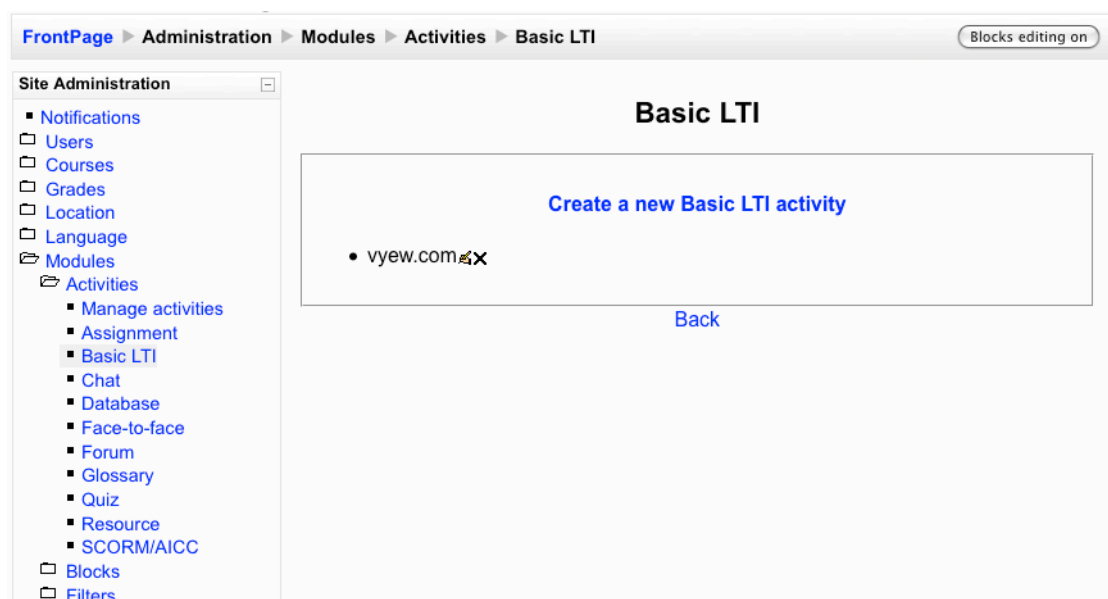 FrontPage ▶ Administration ▶ Modules ▶ Activities ▶ Basic LTI
Blocks editing on
Site Administration
Notifications
Users
Courses
Grades
Location
Language
Modules
Activities
Manage activities
Assignment
Basic LTI
Chat
Database
Face-to-face
Forum
Glossary
Quiz
Resource
SCORM/AICC
Blocks
Filters
Basic LTI
Create a new Basic LTI activity
• vyew.com
Back